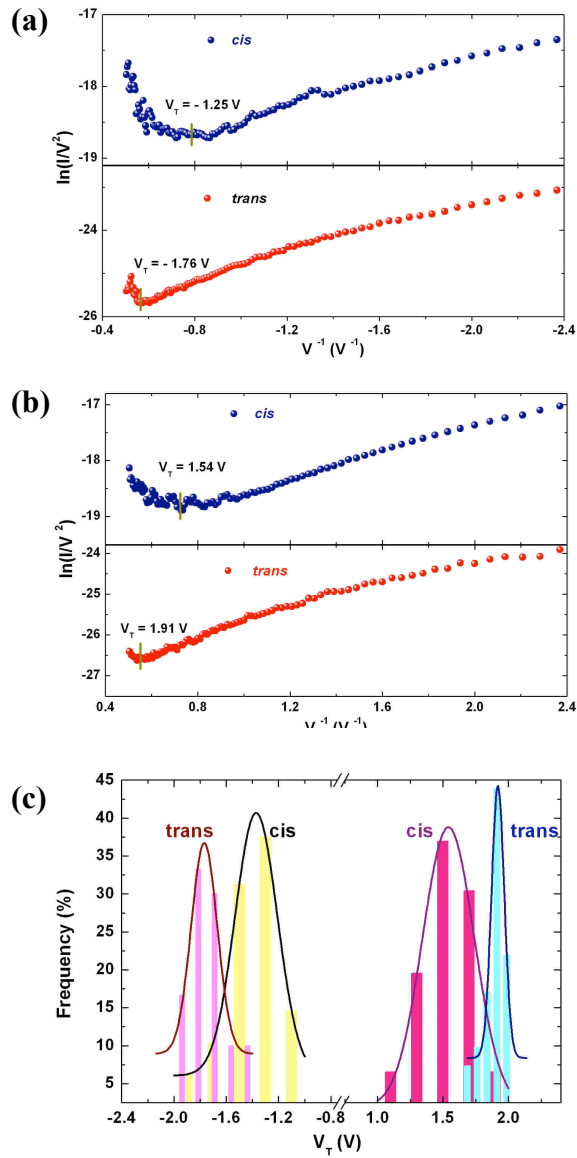 (a)
-17
cis
-18
V_T = - 1.25 V
-19
ln(I/V²)
trans
-24
V_T = - 1.76 V
-26
-0.4 -0.8 -1.2 -1.6 -2.0 -2.4
V ⁻¹ (V ⁻¹)
(b)
-17
cis
-18
V_T = 1.54 V
-19
ln(I/V²)
-24
trans
-25
-26
V_T = 1.91 V
-27
0.4 0.8 1.2 1.6 2.0 2.4
V ⁻¹ (V ⁻¹)
(c)
45
trans cis cis trans
40
35
30
25
20
15
10
5
Frequency (%)
-2.4 -2.0 -1.6 -1.2 -0.8 1.0 1.5 2.0
V_T (V)